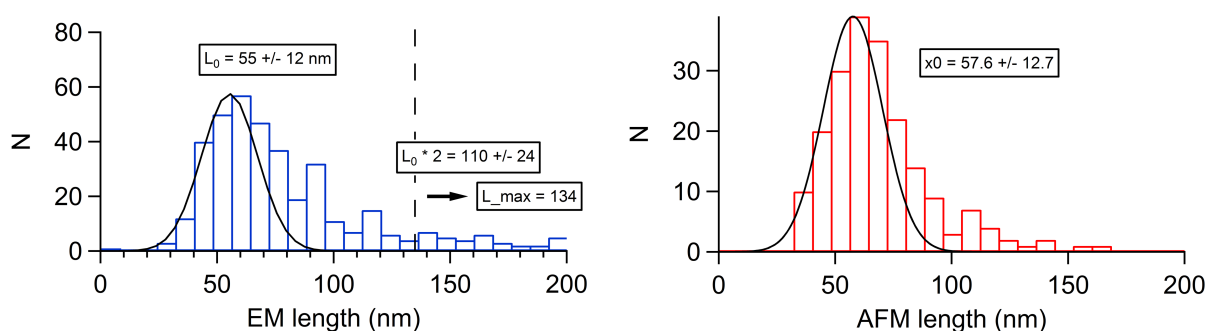 80
60
40
20
0
N
L₀ = 55 +/- 12 nm
L₀ * 2 = 110 +/- 24
L_max = 134
0
50
100
150
200
EM length (nm)
30
20
10
0
N
x0 = 57.6 +/- 12.7
0
50
100
150
200
AFM length (nm)